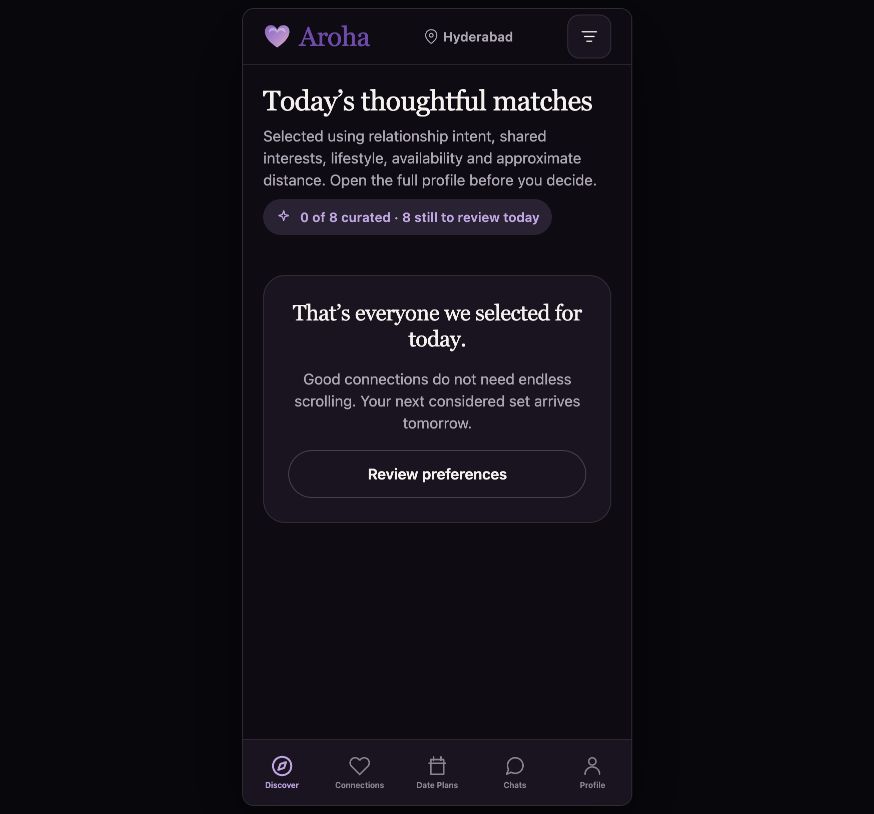 Aroha
Hyderabad
Today’s thoughtful matches
Selected using relationship intent, shared
interests, lifestyle, availability and approximate
distance. Open the full profile before you decide.
0 of 8 curated · 8 still to review today
That’s everyone we selected for
today.
Good connections do not need endless
scrolling. Your next considered set arrives
tomorrow.
Review preferences
Discover
Connections
Date Plans
Chats
Profile